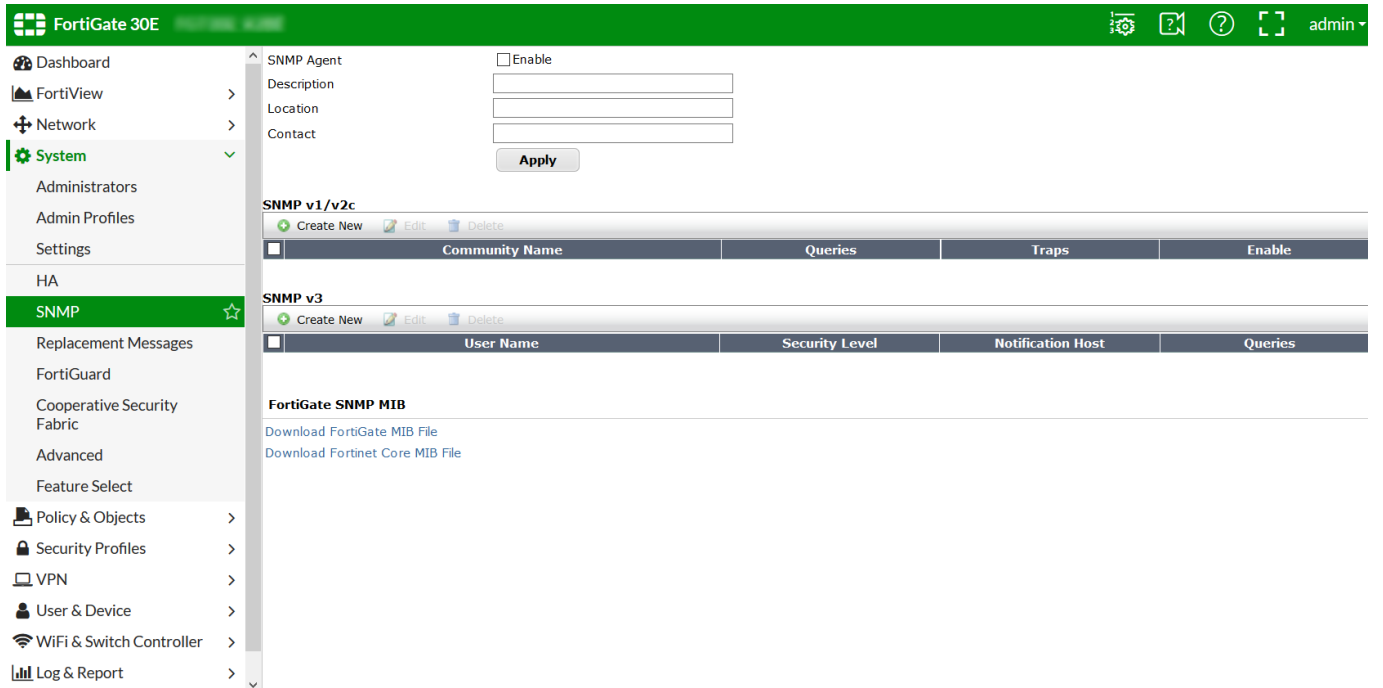 FortiGate 30E
admin
Dashboard
FortiView
Network
System
Administrators
Admin Profiles
Settings
HA
SNMP
Replacement Messages
FortiGuard
Cooperative Security
Fabric
Advanced
Feature Select
Policy & Objects
Security Profiles
VPN
User & Device
WiFi & Switch Controller
Log & Report
SNMP Agent Enable
Description
Location
Contact
Apply
SNMP v1/v2c
Create New Edit Delete
Community Name Queries Traps Enable
SNMP v3
Create New Edit Delete
User Name Security Level Notification Host Queries
FortiGate SNMP MIB
Download FortiGate MIB File
Download Fortinet Core MIB File